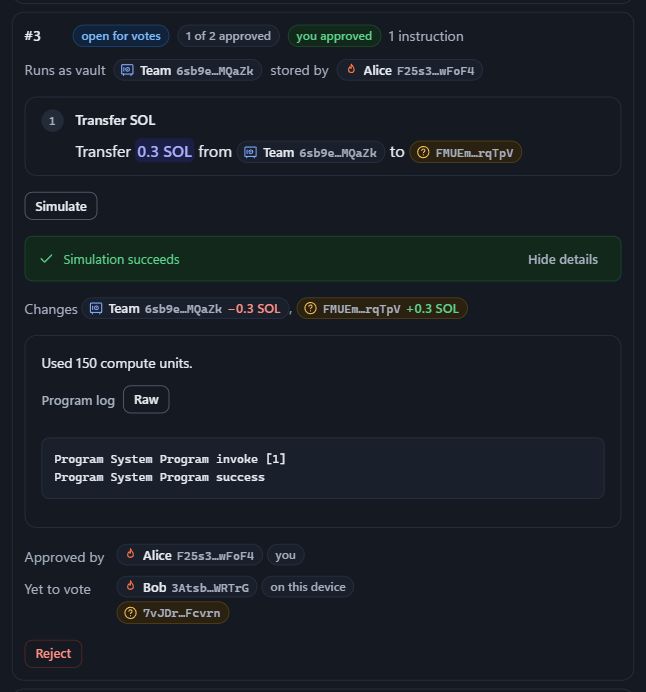 #3 open for votes 1 of 2 approved you approved 1 instruction
Runs as vault Team 6sb9e…MQaZk stored by Alice F25s3…wFoF4
1 Transfer SOL
Transfer 0.3 SOL from Team 6sb9e…MQaZk to FMUEm…rqTpV
Simulate
Simulation succeeds Hide details
Changes Team 6sb9e…MQaZk −0.3 SOL , FMUEm…rqTpV +0.3 SOL
Used 150 compute units.
Program log Raw
Program System Program invoke [1]
Program System Program success
Approved by Alice F25s3…wFoF4 you
Yet to vote Bob 3Atsb…WRTrG on this device
7vJDr…Fcvrn
Reject